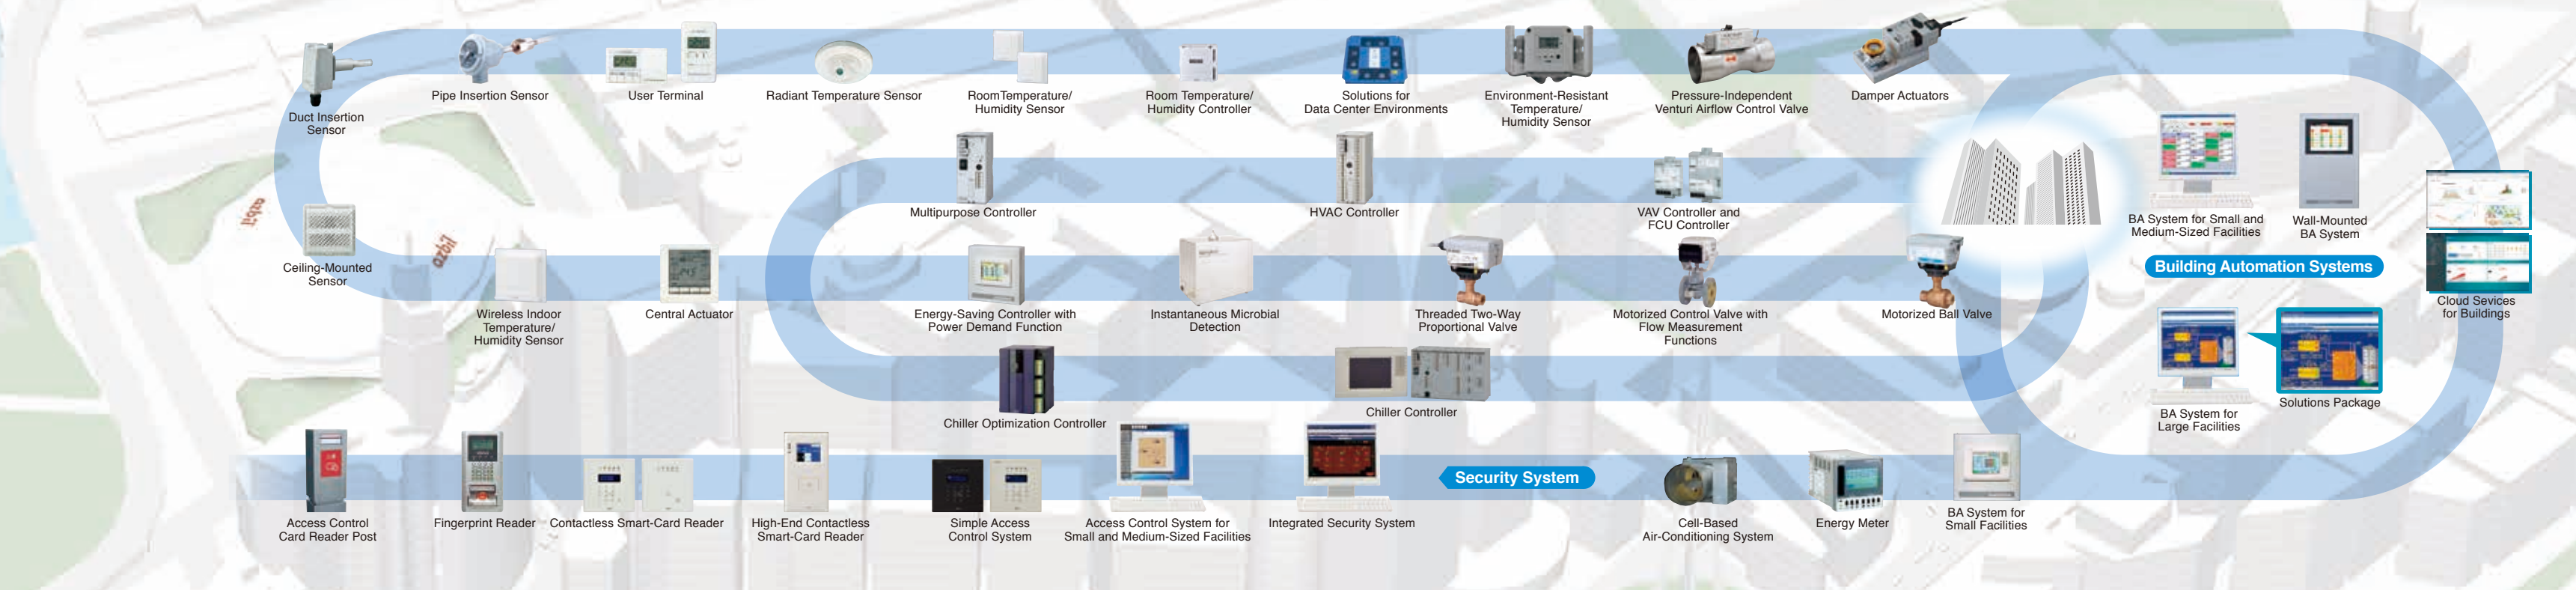 Duct Insertion
Sensor
Pipe Insertion Sensor
User Terminal
Radiant Temperature Sensor
RoomTemperature/
Humidity Sensor
Room Temperature/
Humidity Controller
Solutions for
Data Center Environments
Environment-Resistant
Temperature/
Humidity Sensor
Pressure-Independent
Venturi Airflow Control Valve
Damper Actuators
Multipurpose Controller
HVAC Controller
VAV Controller and
FCU Controller
BA System for Small and
Medium-Sized Facilities
Wall-Mounted
BA System
azbil
azbil
Ceiling-Mounted
Sensor
Building Automation Systems
Cloud Sevices
for Buildings
Wireless Indoor
Temperature/
Humidity Sensor
Central Actuator
Energy-Saving Controller with
Power Demand Function
Instantaneous Microbial
Detection
Threaded Two-Way
Proportional Valve
Motorized Control Valve with
Flow Measurement
Functions
Motorized Ball Valve
Chiller Optimization Controller
Chiller Controller
BA System for
Large Facilities
Solutions Package
Security System
Access Control
Card Reader Post
Fingerprint Reader
Contactless Smart-Card Reader
High-End Contactless
Smart-Card Reader
Simple Access
Control System
Access Control System for
Small and Medium-Sized Facilities
Integrated Security System
Cell-Based
Air-Conditioning System
Energy Meter
BA System for
Small Facilities